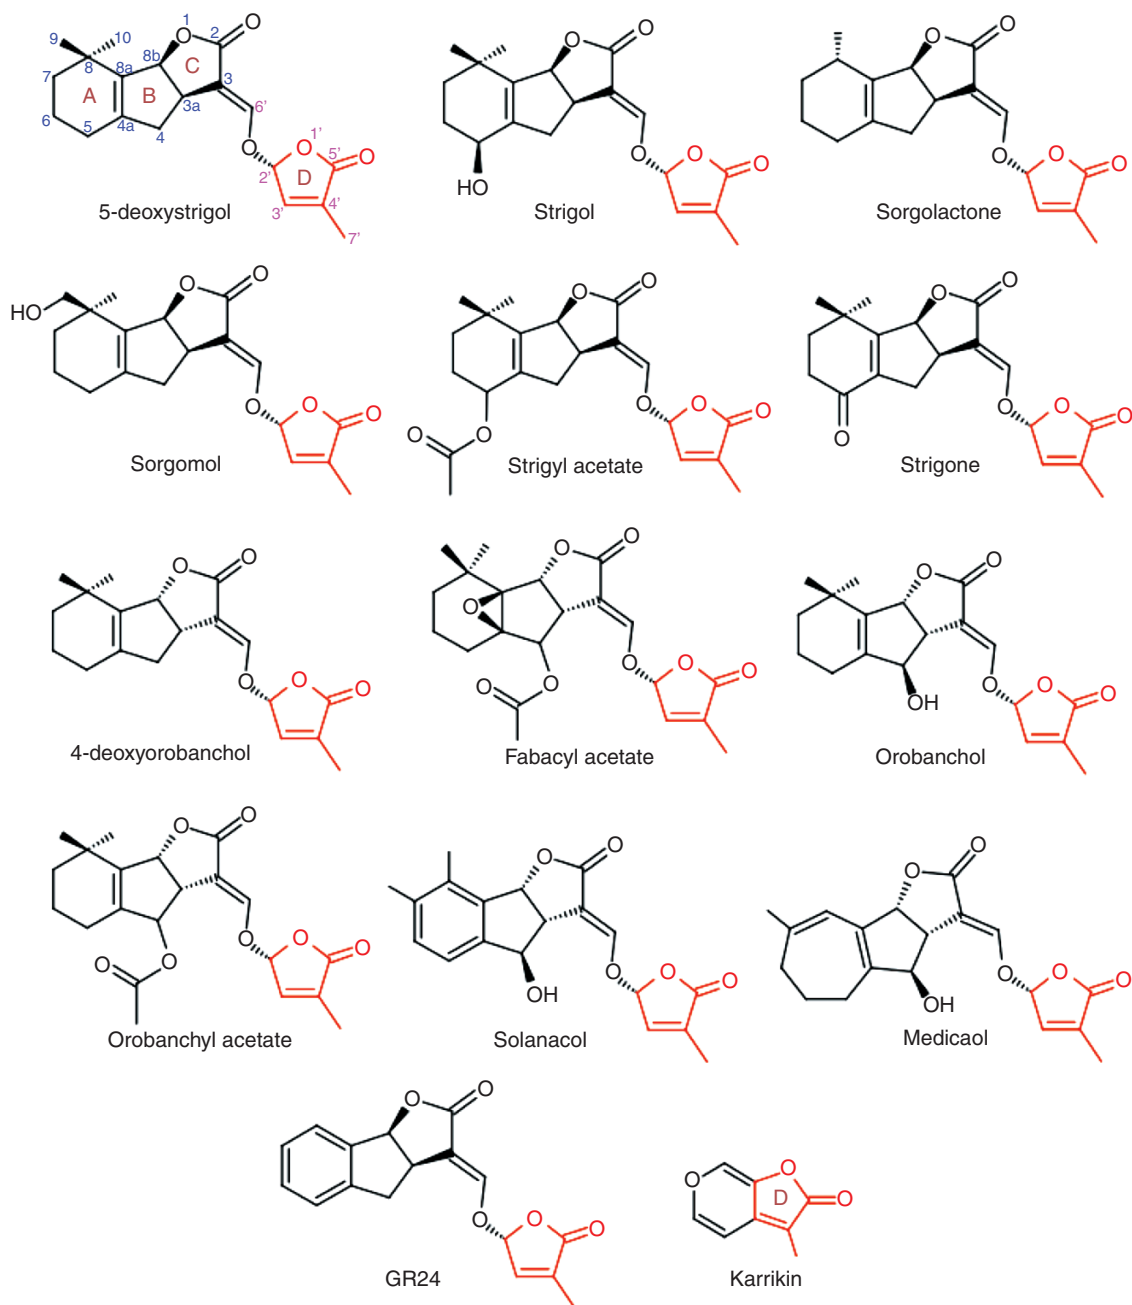 9
10
1
O
2
O
8b
8
8a
C
7
A
B
3
3a
6'
6
5
4a
4
O
1'
O
5'
O
2'
D
3'
4'
7'
5-deoxystrigol
O
O
HO
O
O
O
Strigol
O
O
O
O
O
Sorgolactone
HO
O
O
O
O
O
Sorgomol
O
O
O
O
O
O
O
Strigyl acetate
O
O
O
O
O
O
Strigone
O
O
O
O
O
4-deoxyorobanchol
O
O
O
O
O
O
O
O
Fabacyl acetate
O
O
OH
O
O
O
Orobanchol
O
O
O
O
O
O
O
Orobanchyl acetate
O
O
OH
O
O
O
Solanacol
O
O
OH
O
O
O
Medicaol
O
O
O
O
O
GR24
O
O
D
O
Karrikin